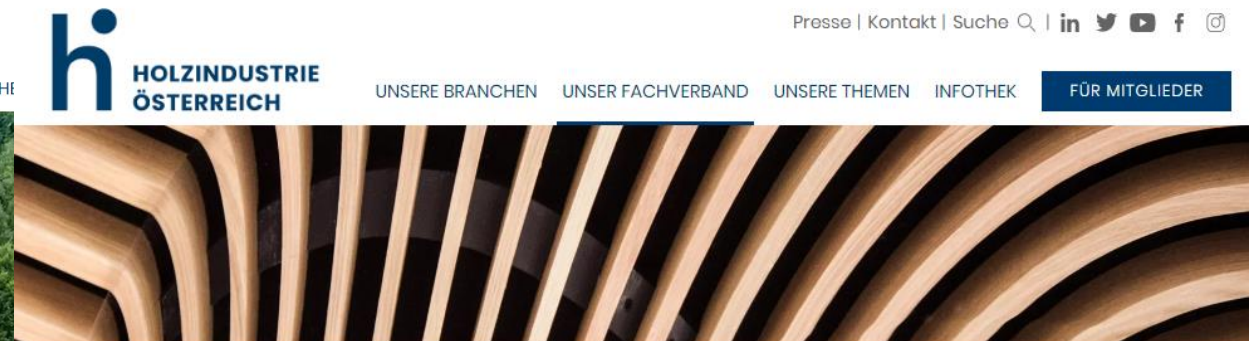 Presse | Kontakt | Suche |
HOLZINDUSTRIE
ÖSTERREICH
UNSERE BRANCHEN UNSER FACHVERBAND UNSERE THEMEN INFOTHEK FÜR MITGLIEDER